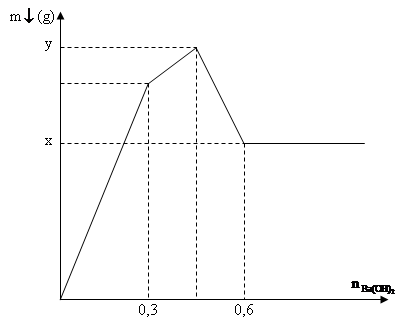 m↓(g)
y
x
n Ba(OH)₂
0,3
0,6